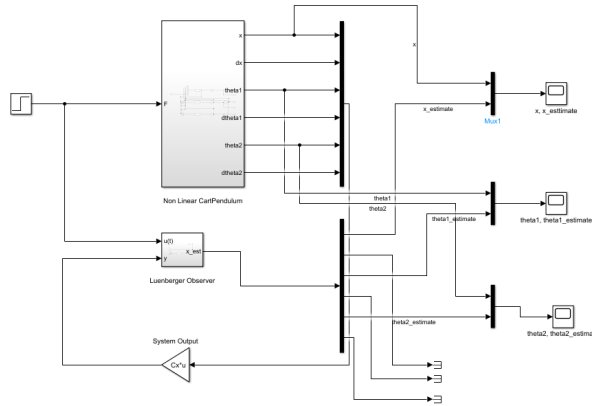 x
dx
theta1
dtheta1
theta2
dtheta2
F
Non Linear CartPendulum
x
x_estimate
Mux1
x, x_esttimate
theta1
theta2
theta1_estimate
theta1, theta1_estimate
u(t)
y
x_est
Luenberger Observer
theta2_estimate
theta2, theta2_estima
System Output
Cx*u